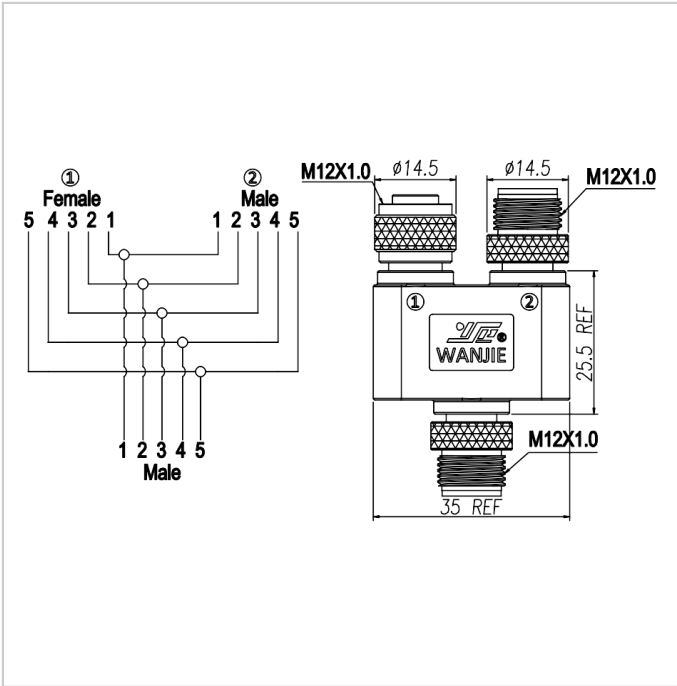 ①
Female
5 4 3 2 1
②
Male
1 2 3 4 5
1 2 3 4 5
Male
M12X1.0
ø14.5
ø14.5
M12X1.0
①
②
WANJIE
®
25.5 REF
M12X1.0
35 REF